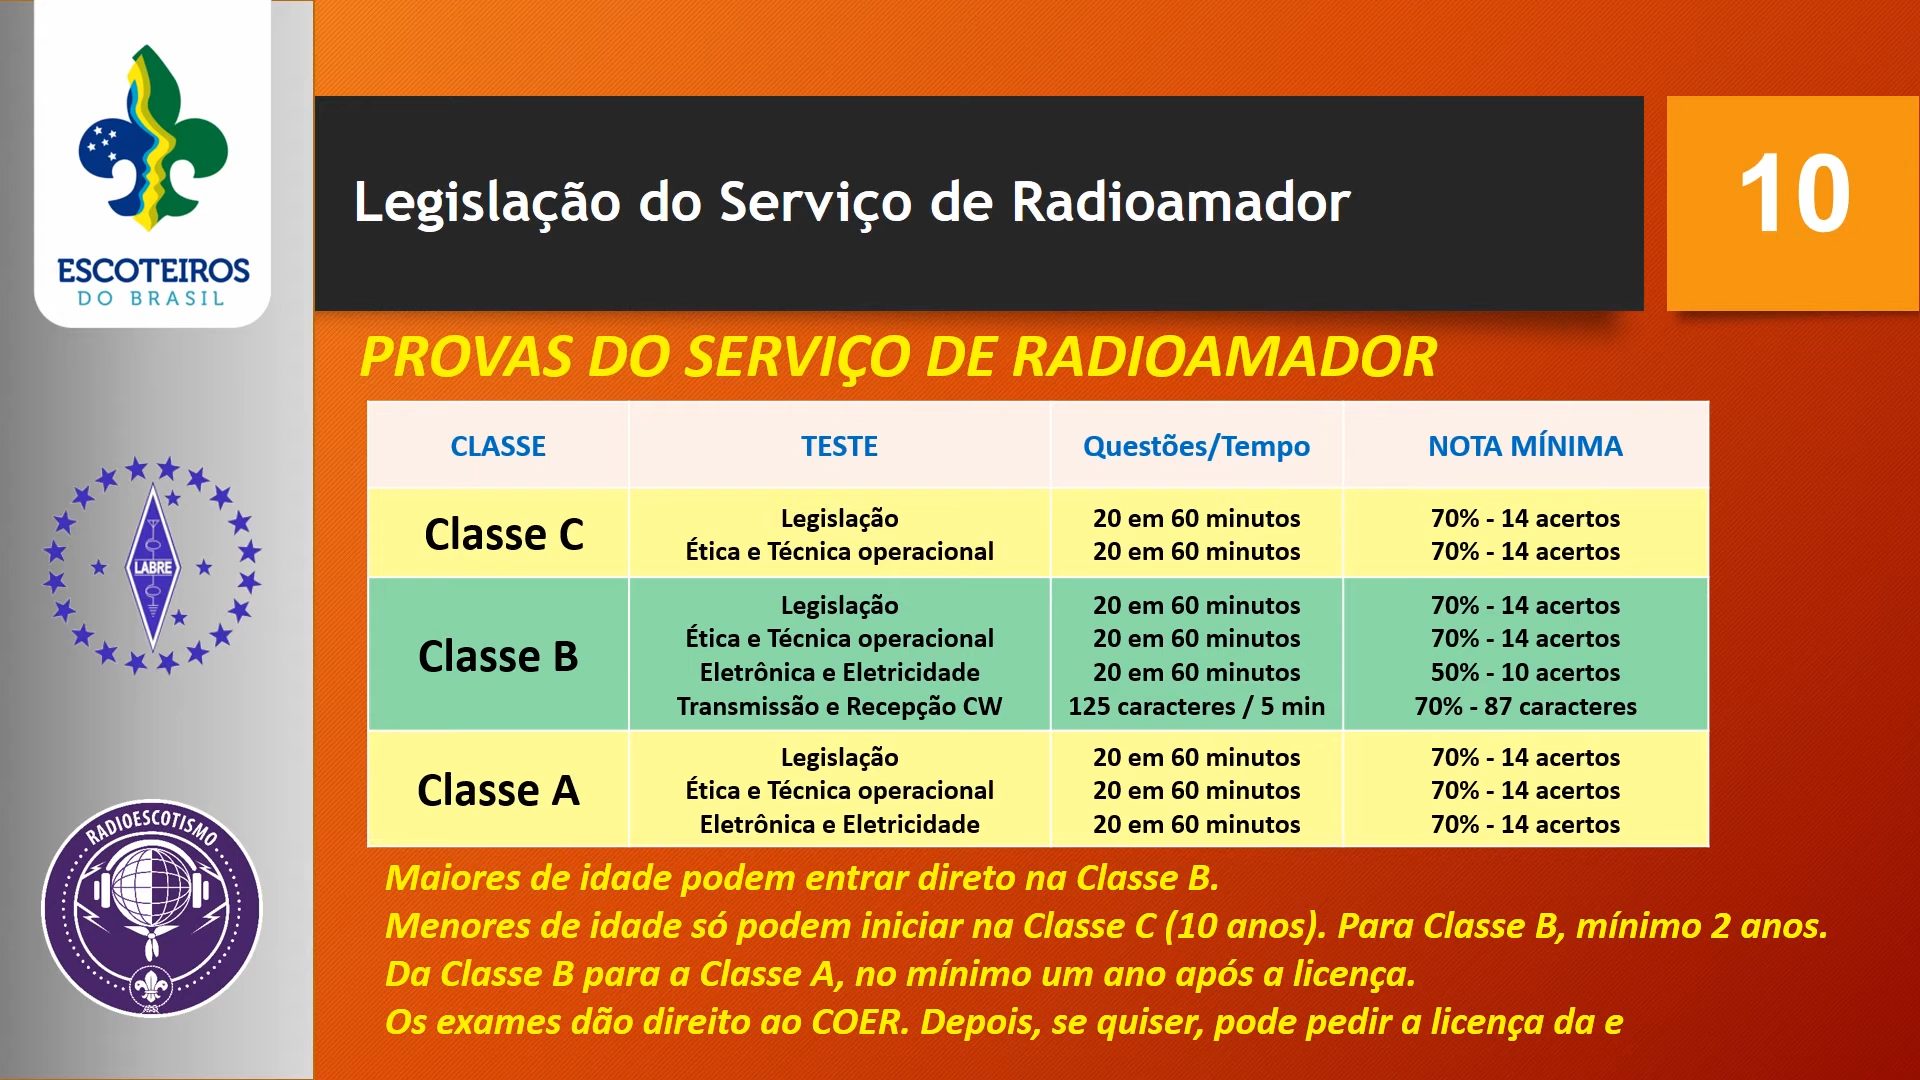 ESCOTEIROS
DO BRASIL
LABRE
RADIOESCOTISMO
Legislação do Serviço de Radioamador
10
PROVAS DO SERVIÇO DE RADIOAMADOR
CLASSE TESTE Questões/Tempo NOTA MÍNIMA
Classe C
Legislação 20 em 60 minutos 70% - 14 acertos
Ética e Técnica operacional 20 em 60 minutos 70% - 14 acertos
Classe B
Legislação 20 em 60 minutos 70% - 14 acertos
Ética e Técnica operacional 20 em 60 minutos 70% - 14 acertos
Eletrônica e Eletricidade 20 em 60 minutos 50% - 10 acertos
Transmissão e Recepção CW 125 caracteres / 5 min 70% - 87 caracteres
Classe A
Legislação 20 em 60 minutos 70% - 14 acertos
Ética e Técnica operacional 20 em 60 minutos 70% - 14 acertos
Eletrônica e Eletricidade 20 em 60 minutos 70% - 14 acertos
Maiores de idade podem entrar direto na Classe B.
Menores de idade só podem iniciar na Classe C (10 anos). Para Classe B, mínimo 2 anos.
Da Classe B para a Classe A, no mínimo um ano após a licença.
Os exames dão direito ao COER. Depois, se quiser, pode pedir a licença da e